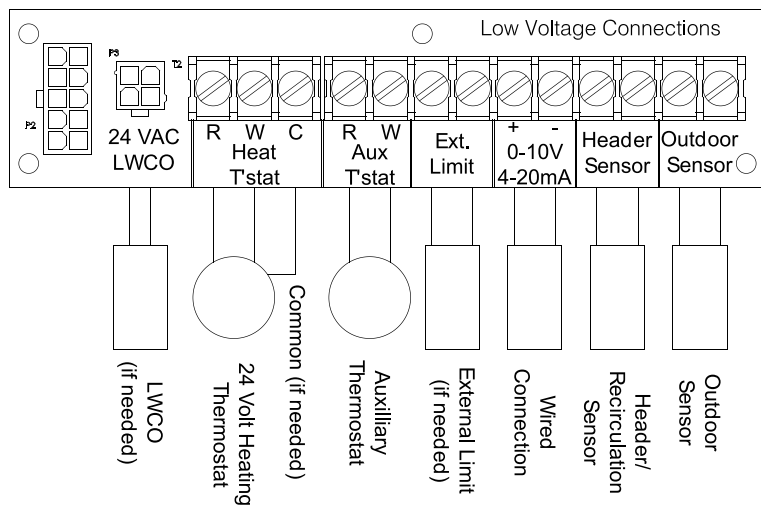 Low Voltage Connections
P3
T2
P2
24 VAC
LWCO
R W C
Heat
T'stat
R W
Aux
T'stat
Ext.
Limit
+ -
0-10V
4-20mA
Header
Sensor
Outdoor
Sensor
LWCO
(if needed)
24 Volt Heating
Thermostat
Common (if needed)
Auxilliary
Thermostat
External Limit
(if needed)
Wired
Connection
Header/
Recirculation
Sensor
Outdoor
Sensor